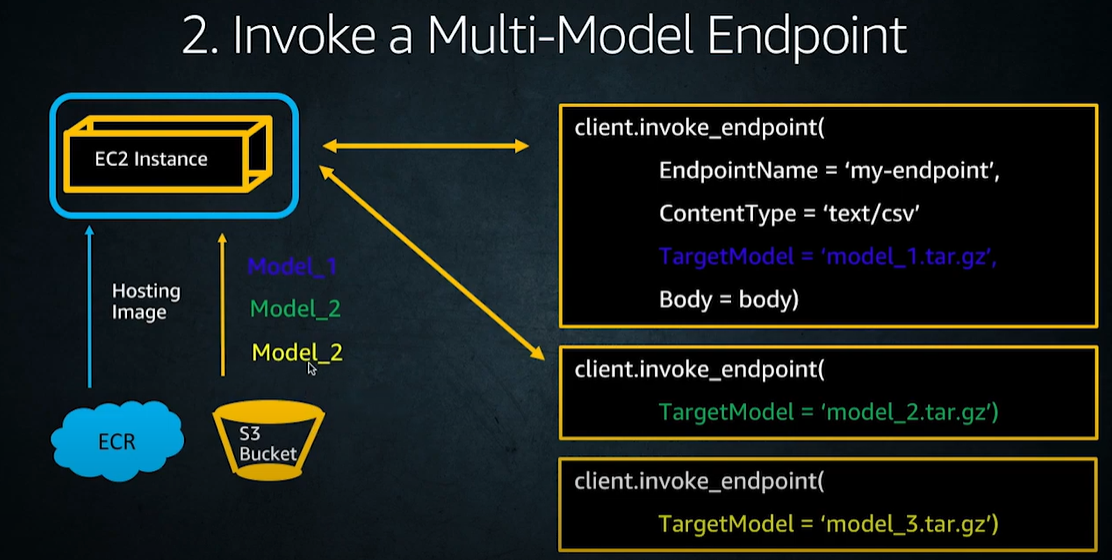 2. Invoke a Multi-Model Endpoint
EC2 Instance
Hosting
Image
Model_1
Model_2
Model_2
ECR
S3
Bucket
client.invoke_endpoint(
EndpointName = ‘my-endpoint’,
ContentType = ‘text/csv’
TargetModel = ‘model_1.tar.gz’,
Body = body)
client.invoke_endpoint(
TargetModel = ‘model_2.tar.gz’)
client.invoke_endpoint(
TargetModel = ‘model_3.tar.gz’)